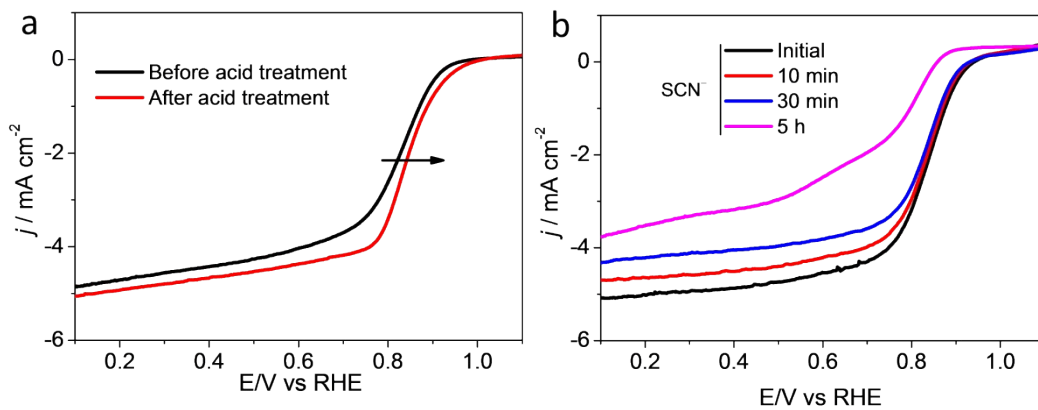 a
0
-2
-4
-6
j / mA cm⁻²
Before acid treatment
After acid treatment
0.2 0.4 0.6 0.8 1.0
E/V vs RHE
b
0
-2
-4
-6
j / mA cm⁻²
SCN⁻
Initial
10 min
30 min
5 h
0.2 0.4 0.6 0.8 1.0
E/V vs RHE